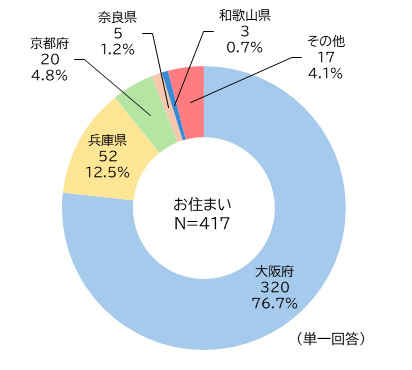 奈良県
5
1.2%
和歌山県
3
0.7%
京都府
20
4.8%
その他
17
4.1%
兵庫県
52
12.5%
お住まい
N=417
大阪府
320
76.7%
（単一回答）